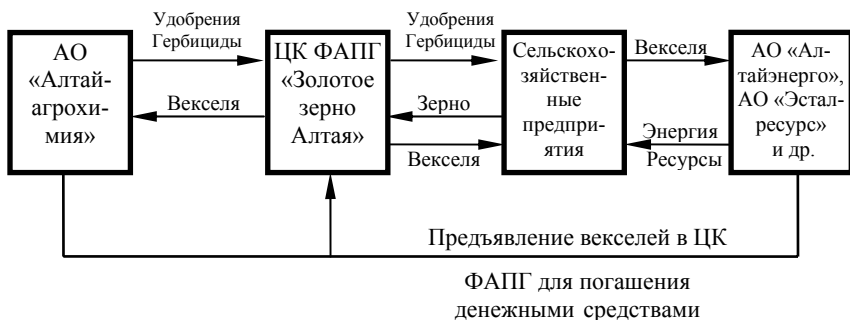 АО
«Алтай-
агрохи-
мия»
Удобрения
Гербициды
Векселя
ЦК ФАПГ
«Золотое
зерно
Алтая»
Удобрения
Гербициды
Зерно
Векселя
Сельскохо-
зяйствен-
ные
предприя-
тия
Векселя
Энергия
Ресурсы
АО «Ал-
тайэнерго»,
АО «Эстал-
ресурс»
и др.
Предъявление векселей в ЦК
ФАПГ для погашения
денежными средствами